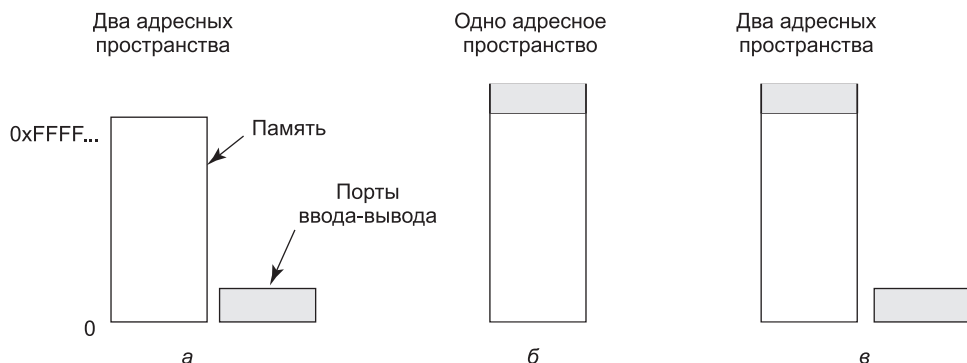 Два адресных
пространства
Одно адресное
пространство
Два адресных
пространства
0xFFFF...
Память
Порты
ввода-вывода
0
а
б
в